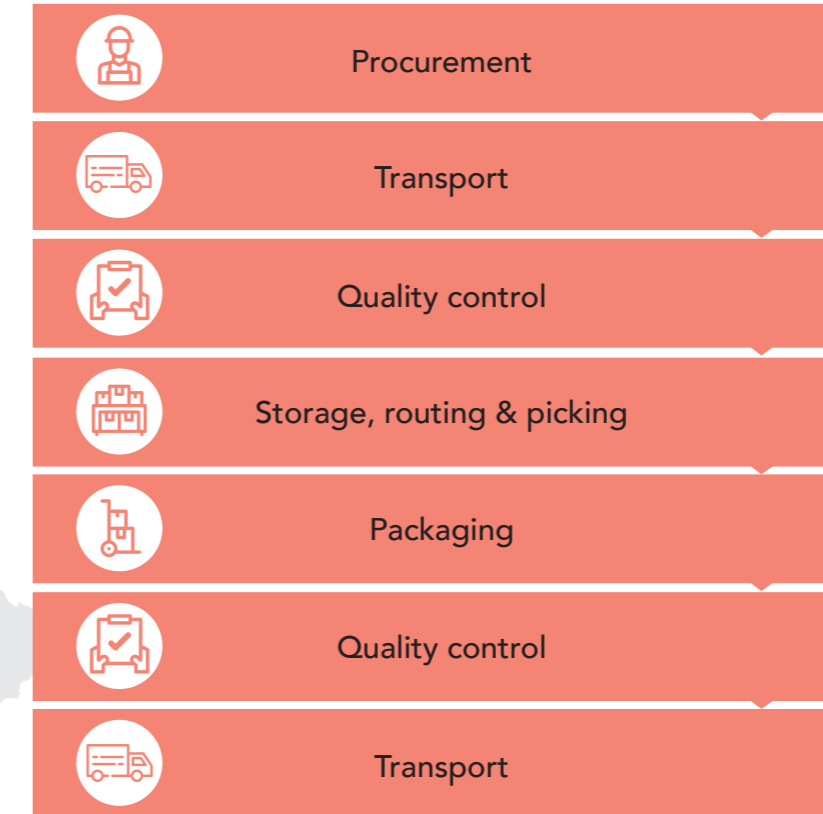 Procurement
Transport
Quality control
Storage, routing & picking
Packaging
Quality control
Transport